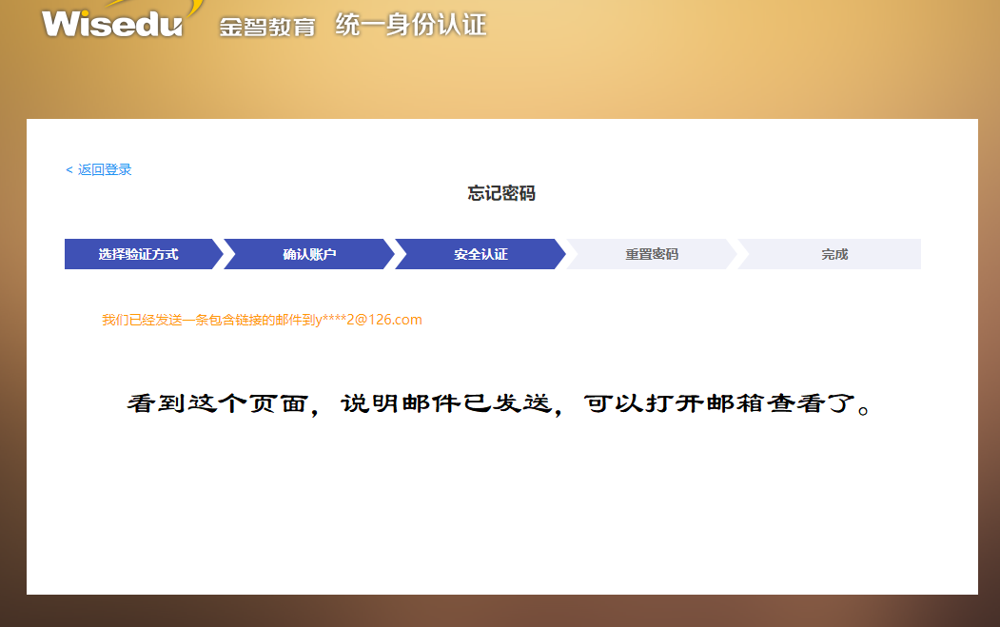 Wisedu 金智教育 统一身份认证
< 返回登录
忘记密码
选择验证方式 确认账户 安全认证 重置密码 完成
我们已经发送一条包含链接的邮件到y****2@126.com
看到这个页面，说明邮件已发送，可以打开邮箱查看了。